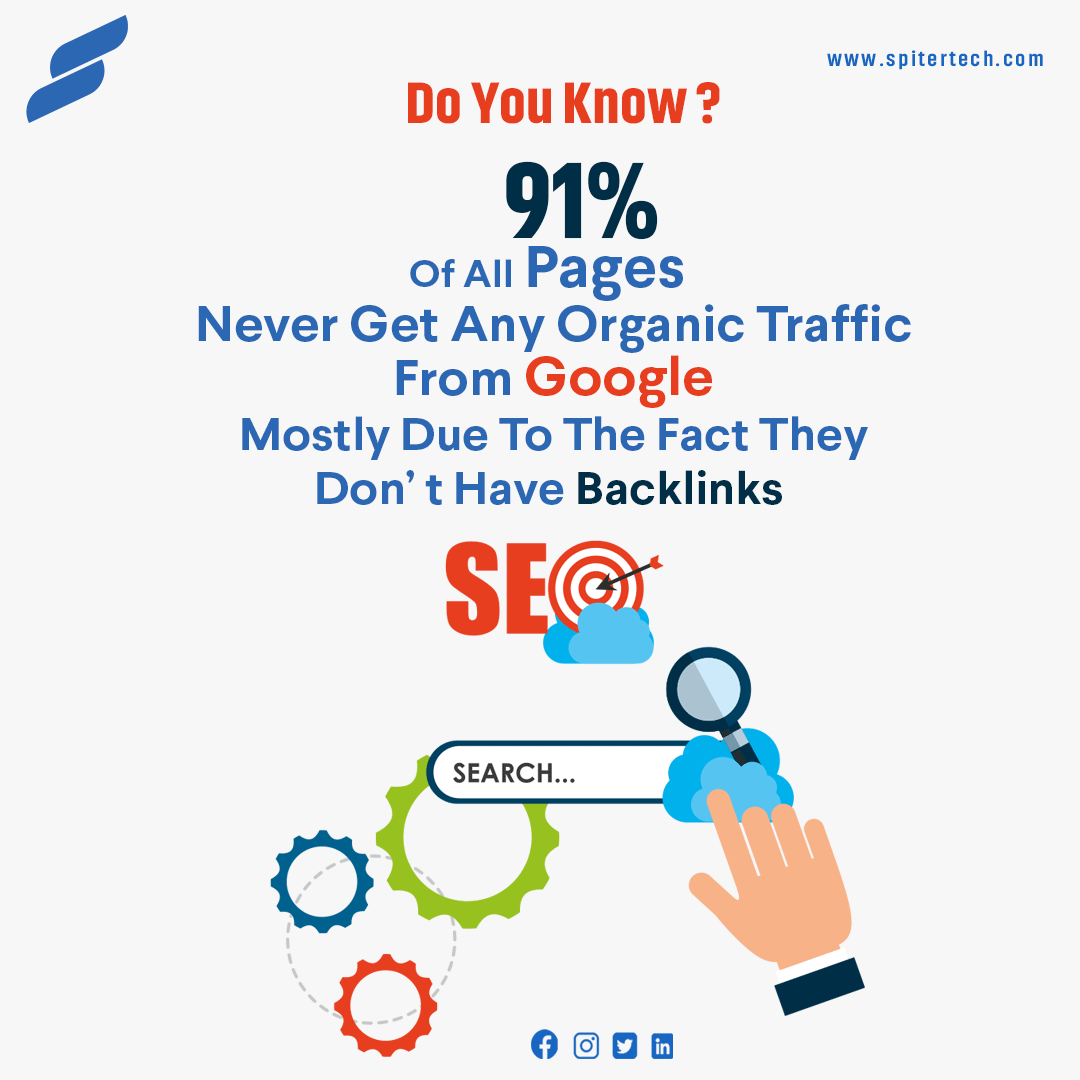 www.spitertech.com
Do You Know ?
91%
Of All Pages
Never Get Any Organic Traffic
From Google
Mostly Due To The Fact They
Don’ t Have Backlinks
SEO
SEARCH...